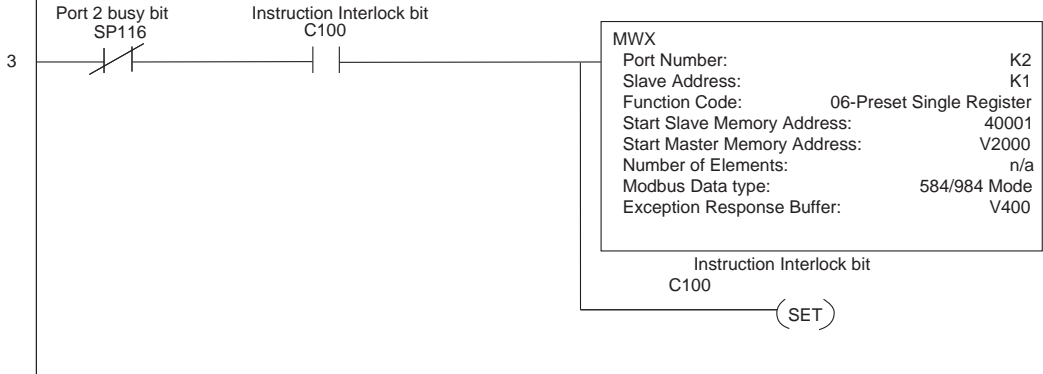 Port 2 busy bit
SP116
Instruction Interlock bit
C100
3
MWX
Port Number: K2
Slave Address: K1
Function Code: 06-Preset Single Register
Start Slave Memory Address: 40001
Start Master Memory Address: V2000
Number of Elements: n/a
Modbus Data type: 584/984 Mode
Exception Response Buffer: V400
Instruction Interlock bit
C100
SET